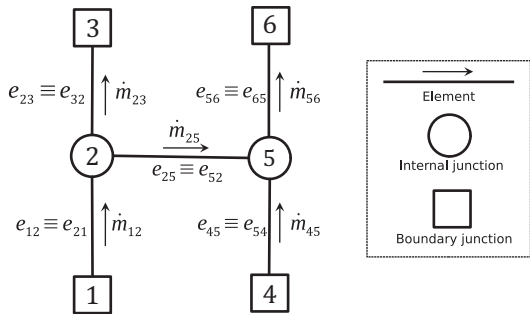 3
6
e₂₃ ≡ e₃₂
ṁ₂₃
e₅₆ ≡ e₆₅
ṁ₅₆
ṁ₂₅
2
5
e₂₅ ≡ e₅₂
e₁₂ ≡ e₂₁
ṁ₁₂
e₄₅ ≡ e₅₄
ṁ₄₅
1
4
Element
Internal junction
Boundary junction